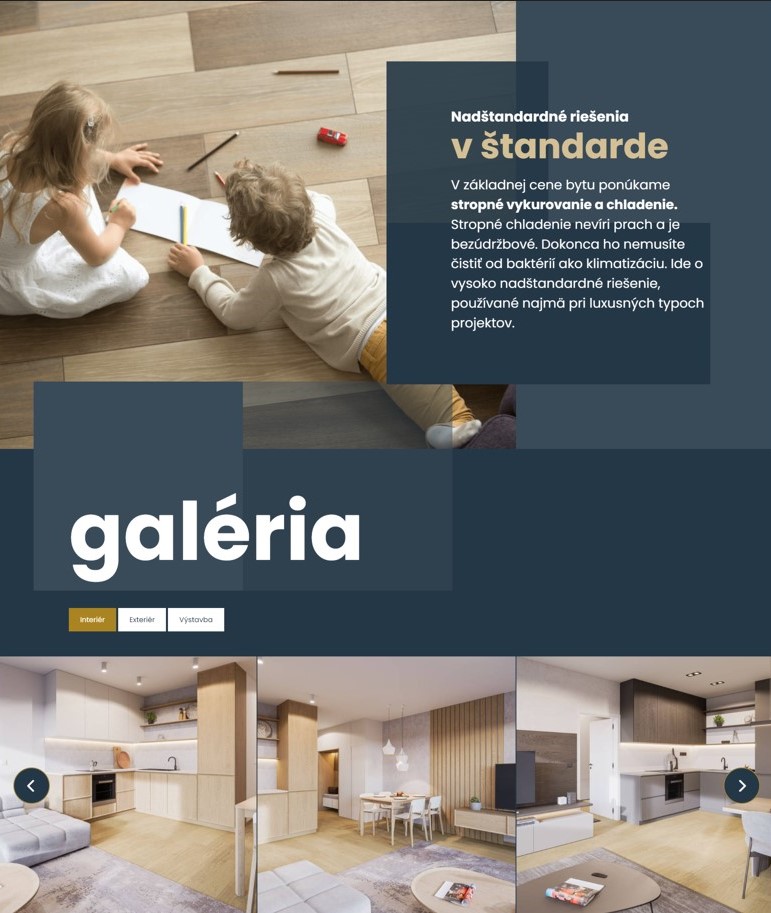 Nadštandardné riešenia
v štandarde
V základnej cene bytu ponúkame
stropné vykurovanie a chladenie.
Stropné chladenie nevíri prach a je
bezúdržbové. Dokonca ho nemusíte
čistiť od baktérií ako klimatizáciu. Ide o
vysoko nadštandardné riešenie,
používané najmä pri luxusných typoch
projektov.
galéria
Interiér
Exteriér
Výstavba